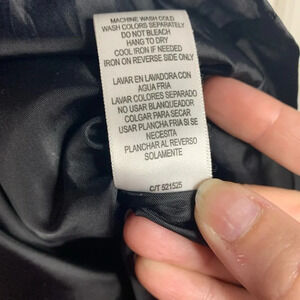 MACHINE WASH COLD
WASH COLORS SEPARATELY
DO NOT BLEACH
HANG TO DRY
COOL IRON IF NEEDED
IRON ON REVERSE SIDE ONLY
LAVAR EN LAVADORA CON
AGUA FRIA
LAVAR COLORES SEPARADO
NO USAR BLANQUEADOR
COLGAR PARA SECAR
USAR PLANCHA FRIA SI SE
NECESITA
PLANCHAR AL REVERSO
SOLAMENTE
C/T 521525